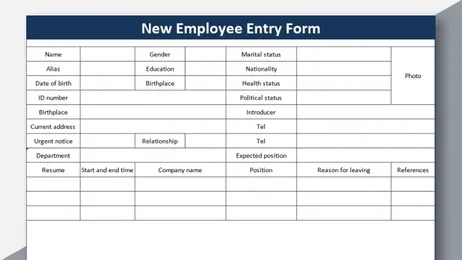 New Employee Entry Form
Name Gender Marital status
Alias Education Nationality
Photo
Date of birth Birthplace Health status
ID number Political status
Birthplace Introducer
Current address Tel
Urgent notice Relationship Tel
Department Expected position
Resume Start and end time Company name Position Reason for leaving References